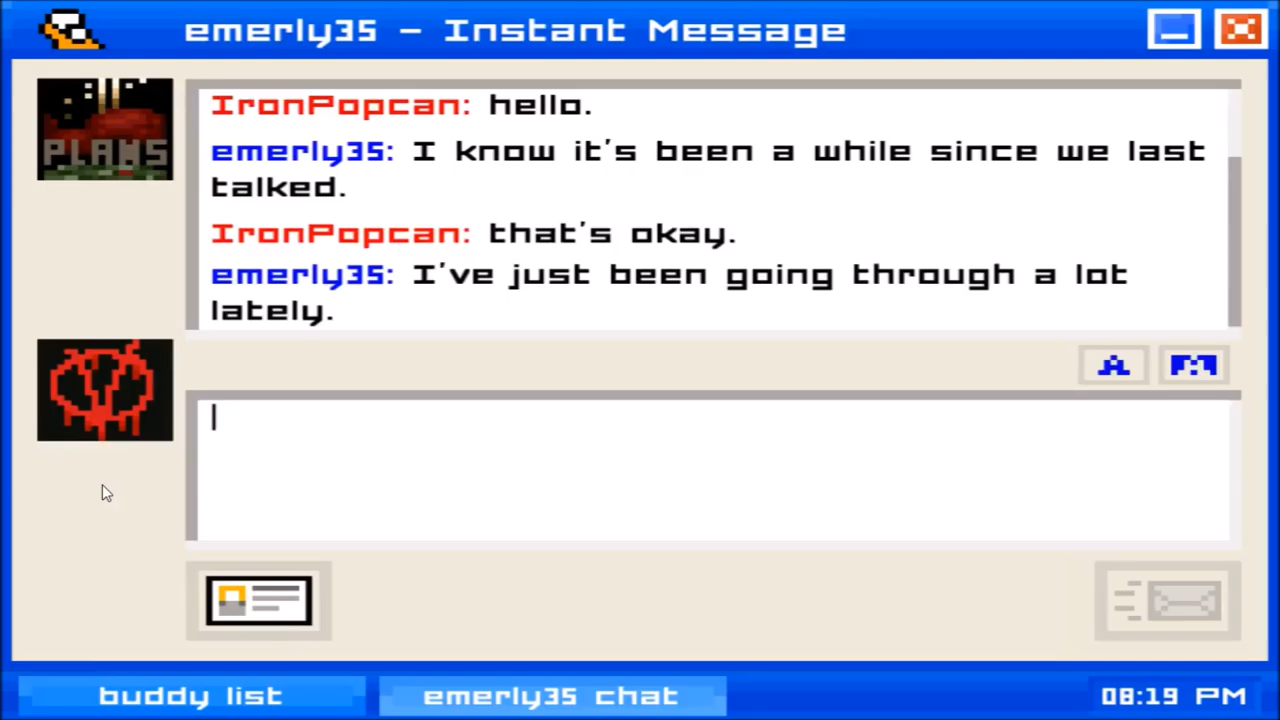 emerly35 - Instant Message
IronPopcan: hello.
emerly35: I know it's been a while since we last
talked.
IronPopcan: that's okay.
emerly35: I've just been going through a lot
lately.
PLAWS
A
buddy list
emerly35 chat
08:19 PM